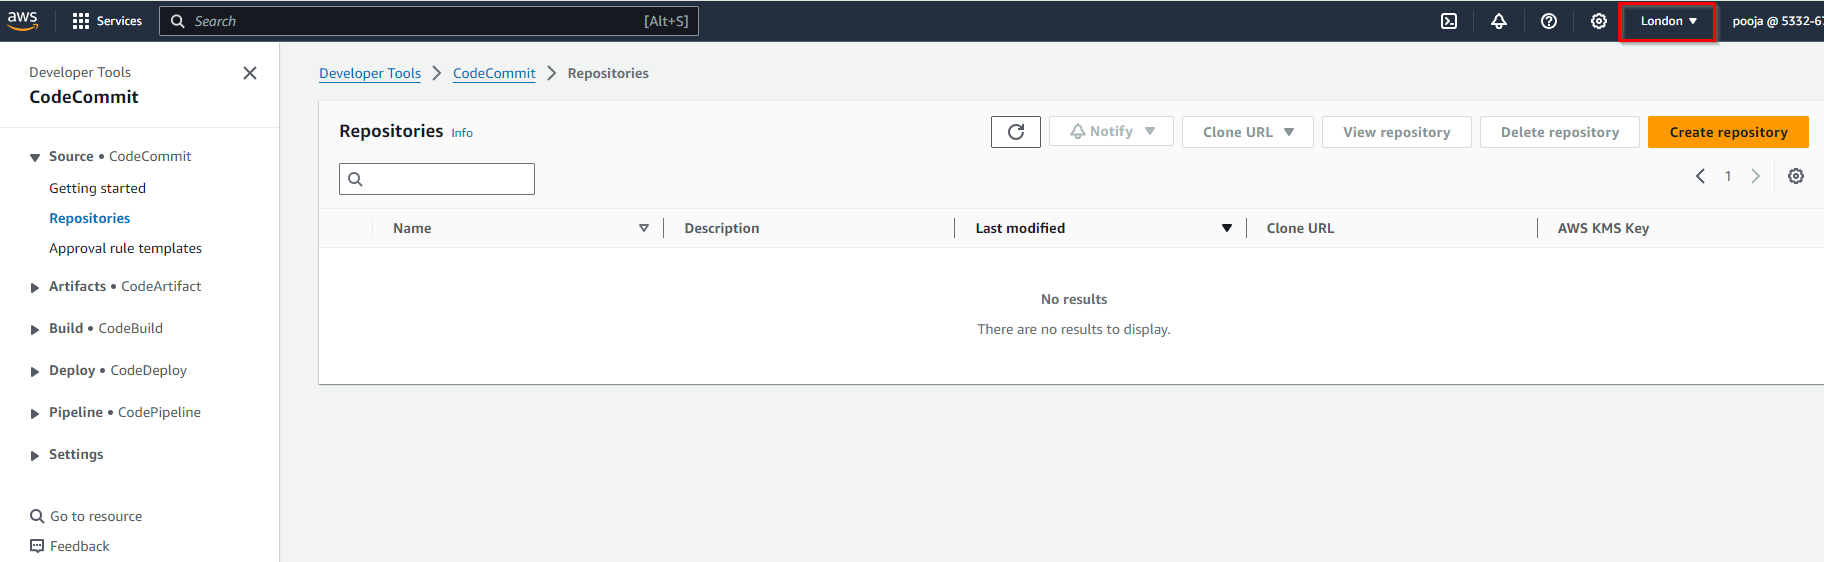 aws
Services
Search [Alt+S]
London
pooja @ 5332-67
Developer Tools
CodeCommit
Source • CodeCommit
Getting started
Repositories
Approval rule templates
Artifacts • CodeArtifact
Build • CodeBuild
Deploy • CodeDeploy
Pipeline • CodePipeline
Settings
Go to resource
Feedback
Developer Tools > CodeCommit > Repositories
Repositories Info
Notify
Clone URL
View repository
Delete repository
Create repository
1
Name Description Last modified Clone URL AWS KMS Key
No results
There are no results to display.